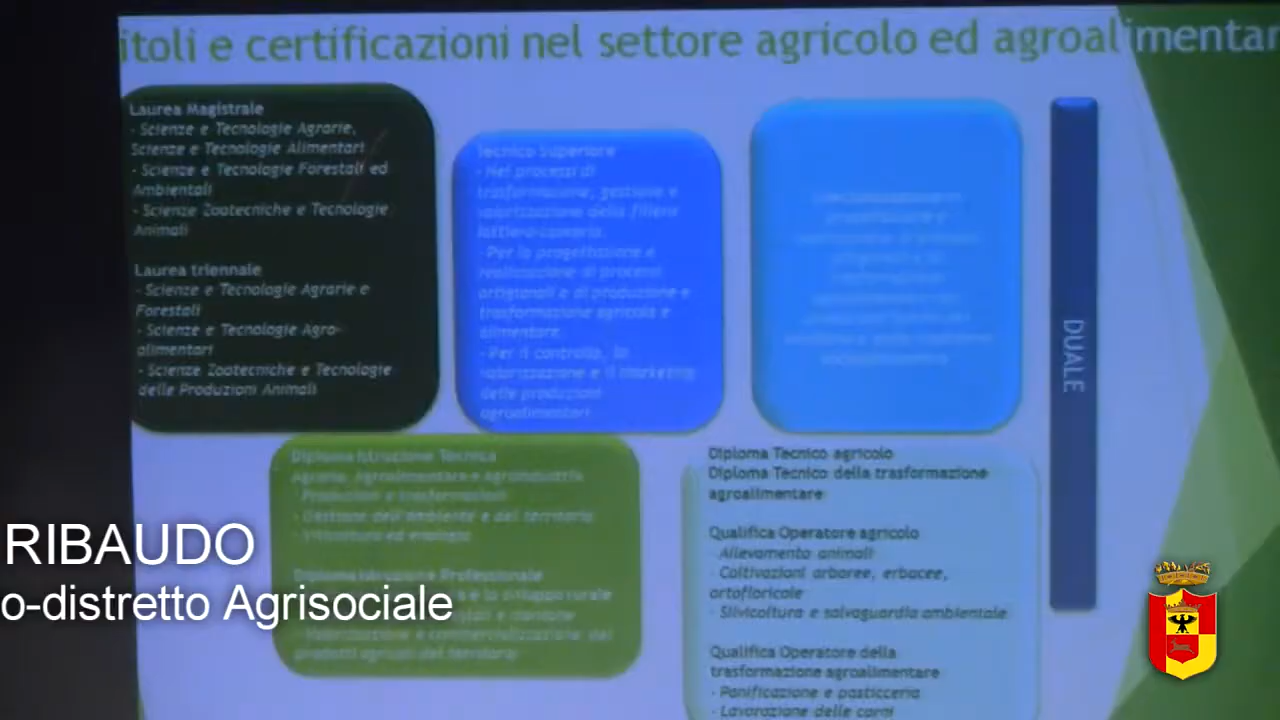 itoli e certificazioni nel settore agricolo ed agroalimentar
Laurea Magistrale
- Scienze e Tecnologie Agrarie,
Scienze e Tecnologie Alimentari
- Scienze e Tecnologie Forestali ed
Ambientali
- Scienze Zootecniche e Tecnologie
Animali
Laurea triennale
- Scienze e Tecnologie Agrarie e
Forestali
- Scienze e Tecnologie Agro-
alimentari
- Scienze Zootecniche e Tecnologie
delle Produzioni Animali
Tecnico Superiore
- Nei processi di
trasformazione, gestione e
valorizzazione della filiera
lattiero-casearia.
- Per la progettazione e
realizzazione di processi
artigianali e di produzione e
trasformazione agricola e
alimentare.
- Per il controllo, la
valorizzazione e il marketing
delle produzioni
agroalimentari
DUALE
Diploma Istruzione Tecnica
Agraria, Agroalimentare e Agroindustria
- Produzioni e trasformazioni
- Gestione dell'ambiente e del territorio
- Viticoltura ed enologia
Diploma Istruzione Professionale
e lo sviluppo rurale
- Valorizzazione e commercializzazione dei
prodotti agricoli del territorio
Diploma Tecnico agricolo
Diploma Tecnico della trasformazione
agroalimentare
Qualifica Operatore agricolo
- Allevamento animali
- Coltivazioni arboree, erbacee,
ortofloricole
- Silvicoltura e salvaguardia ambientale
Qualifica Operatore della
trasformazione agroalimentare
- Panificazione e pasticceria
- Lavorazione delle carni
RIBAUDO
o-distretto Agrisociale